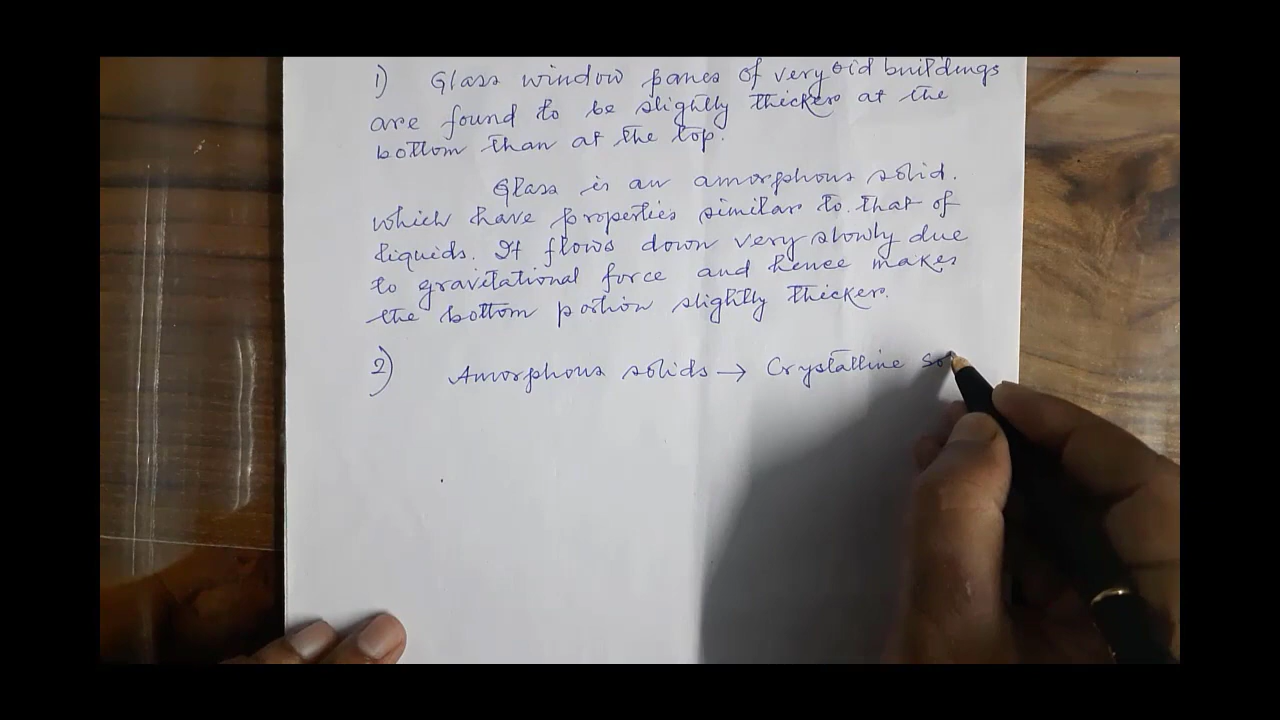 1) Glass window panes of very old buildings
are found to be slightly thicker at the
bottom than at the top.
Glass is an amorphous solid.
which have properties similar to that of
liquids. It flows down very slowly due
to gravitational force and hence makes
the bottom portion slightly thicker.
2) Amorphous solids → Crystalline so